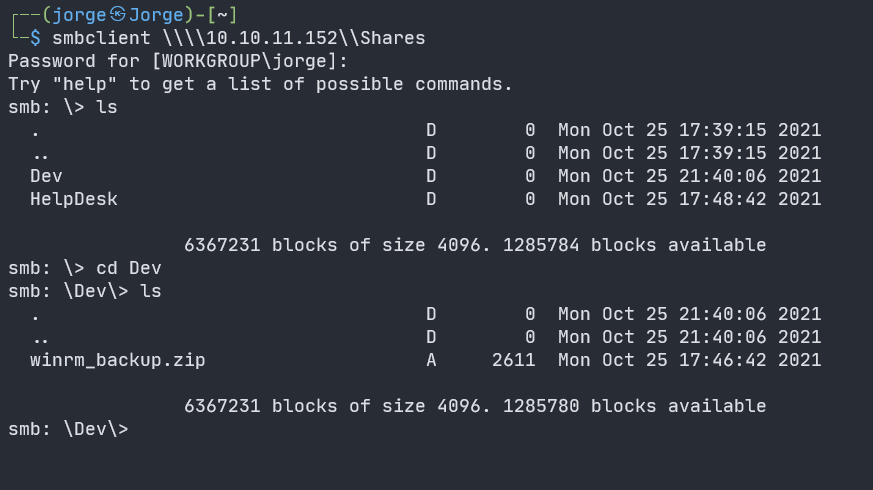 ┌──(jorge㉿Jorge)-[~]
└─$ smbclient \\\\10.10.11.152\\Shares
Password for [WORKGROUP\jorge]:
Try "help" to get a list of possible commands.
smb: \> ls
  .                                   D        0  Mon Oct 25 17:39:15 2021
  ..                                  D        0  Mon Oct 25 17:39:15 2021
  Dev                                 D        0  Mon Oct 25 21:40:06 2021
  HelpDesk                            D        0  Mon Oct 25 17:48:42 2021
                6367231 blocks of size 4096. 1285784 blocks available
smb: \> cd Dev
smb: \Dev\> ls
  .                                   D        0  Mon Oct 25 21:40:06 2021
  ..                                  D        0  Mon Oct 25 21:40:06 2021
  winrm_backup.zip                    A     2611  Mon Oct 25 17:46:42 2021
                6367231 blocks of size 4096. 1285780 blocks available
smb: \Dev\>